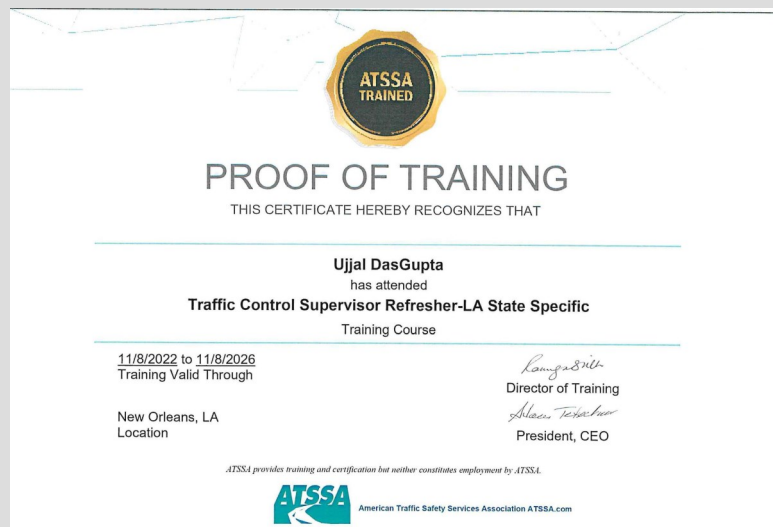 ATSSA
TRAINED
PROOF OF TRAINING
THIS CERTIFICATE HEREBY RECOGNIZES THAT
Ujjal DasGupta
has attended
Traffic Control Supervisor Refresher-LA State Specific
Training Course
11/8/2022 to 11/8/2026
Training Valid Through
Director of Training
New Orleans, LA
Location
President, CEO
ATSSA provides training and certification but neither constitutes employment by ATSSA.
ATSSA
American Traffic Safety Services Association ATSSA.com